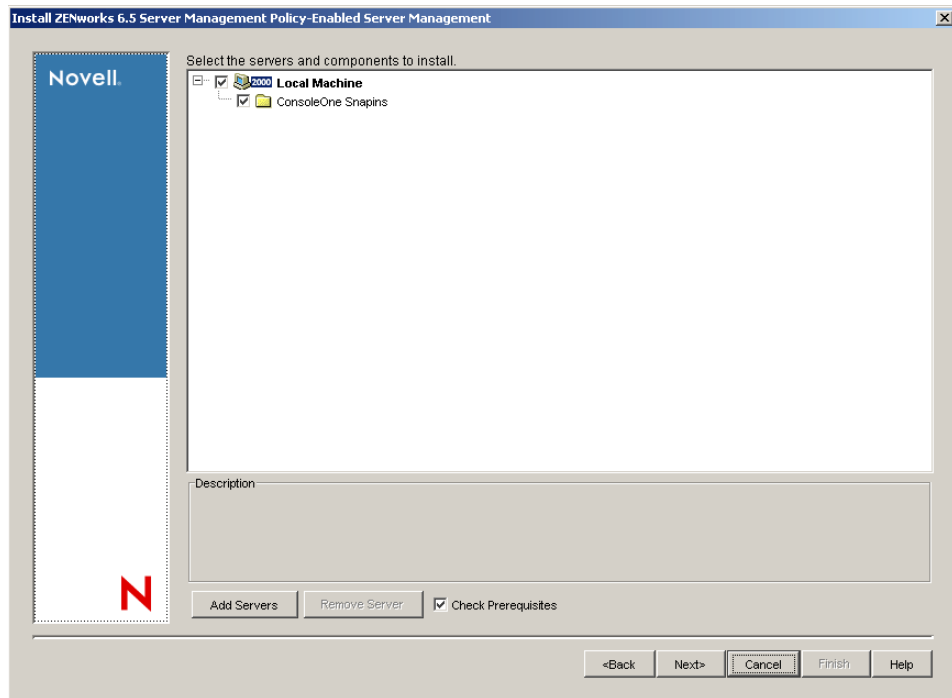 Install ZENworks 6.5 Server Management Policy-Enabled Server Management
Novell.
Select the servers and components to install.
2000 Local Machine
ConsoleOne Snapins
Description
N
Add Servers
Remove Server
Check Prerequisites
«Back
Next»
Cancel
Finish
Help